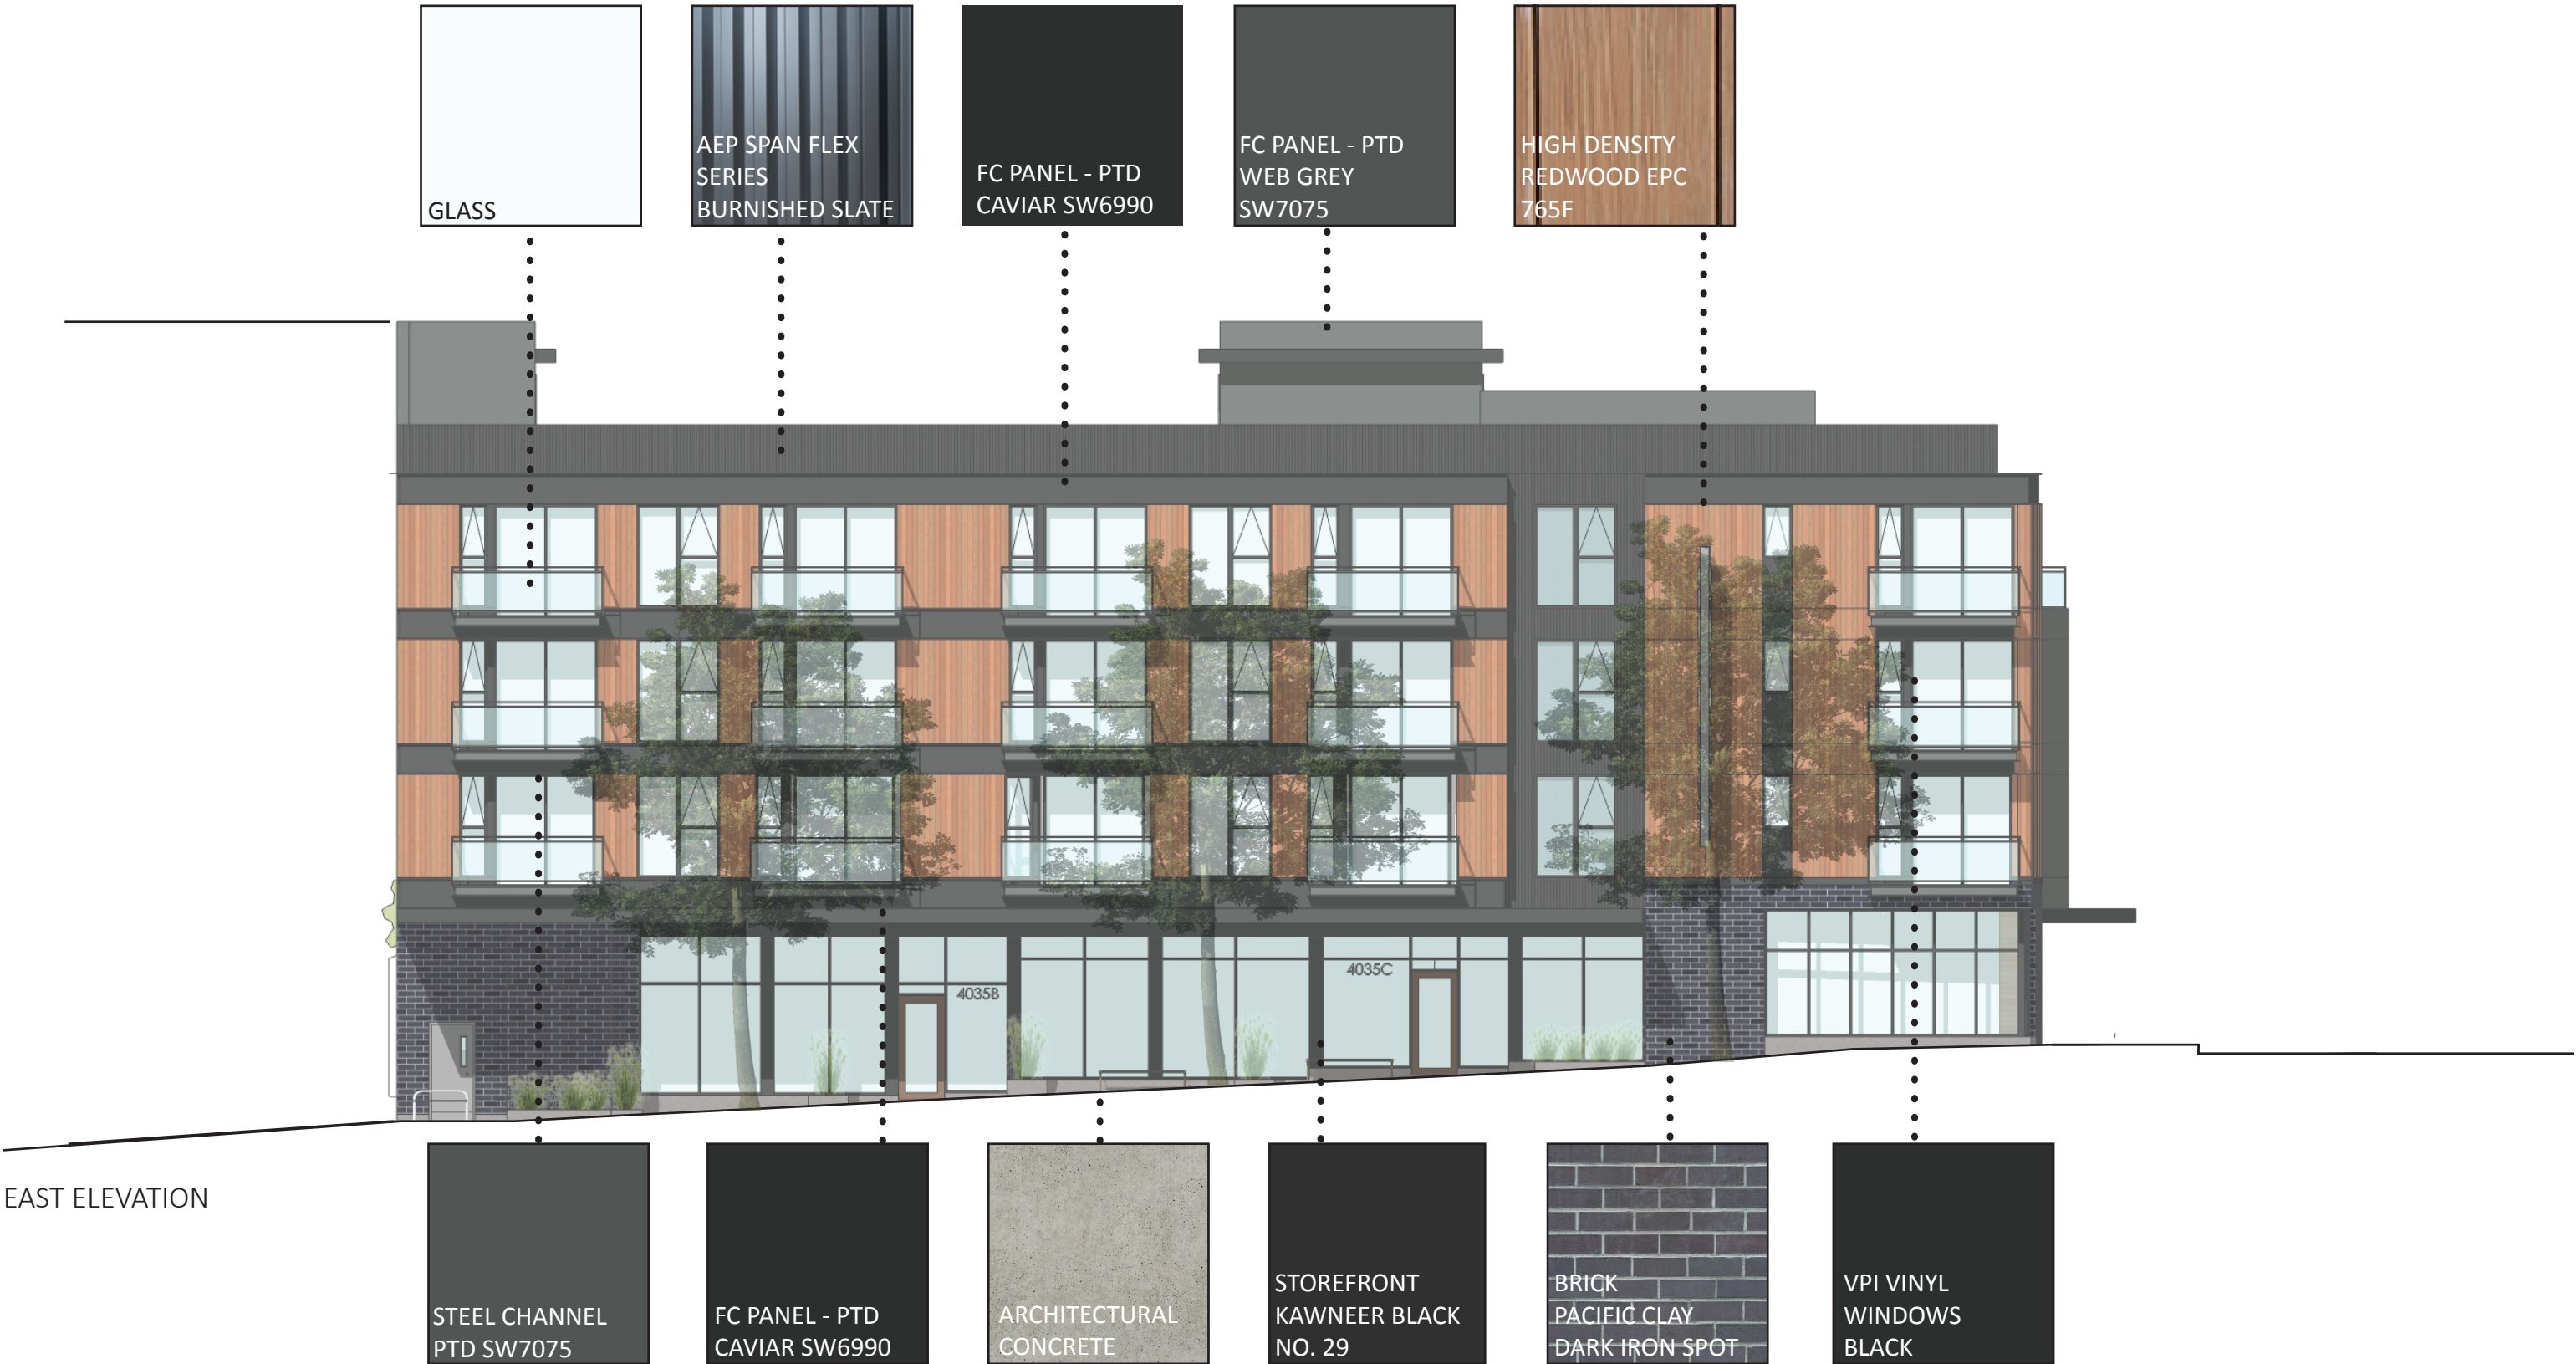 GLASS
AEP SPAN FLEX
SERIES
BURNISHED SLATE
FC PANEL - PTD
CAVIAR SW6990
FC PANEL - PTD
WEB GREY
SW7075
HIGH DENSITY
REDWOOD EPC
765F
4035B
4035C
EAST ELEVATION
STEEL CHANNEL
PTD SW7075
FC PANEL - PTD
CAVIAR SW6990
ARCHITECTURAL
CONCRETE
STOREFRONT
KAWNEER BLACK
NO. 29
BRICK
PACIFIC CLAY
DARK IRON SPOT
VPI VINYL
WINDOWS
BLACK